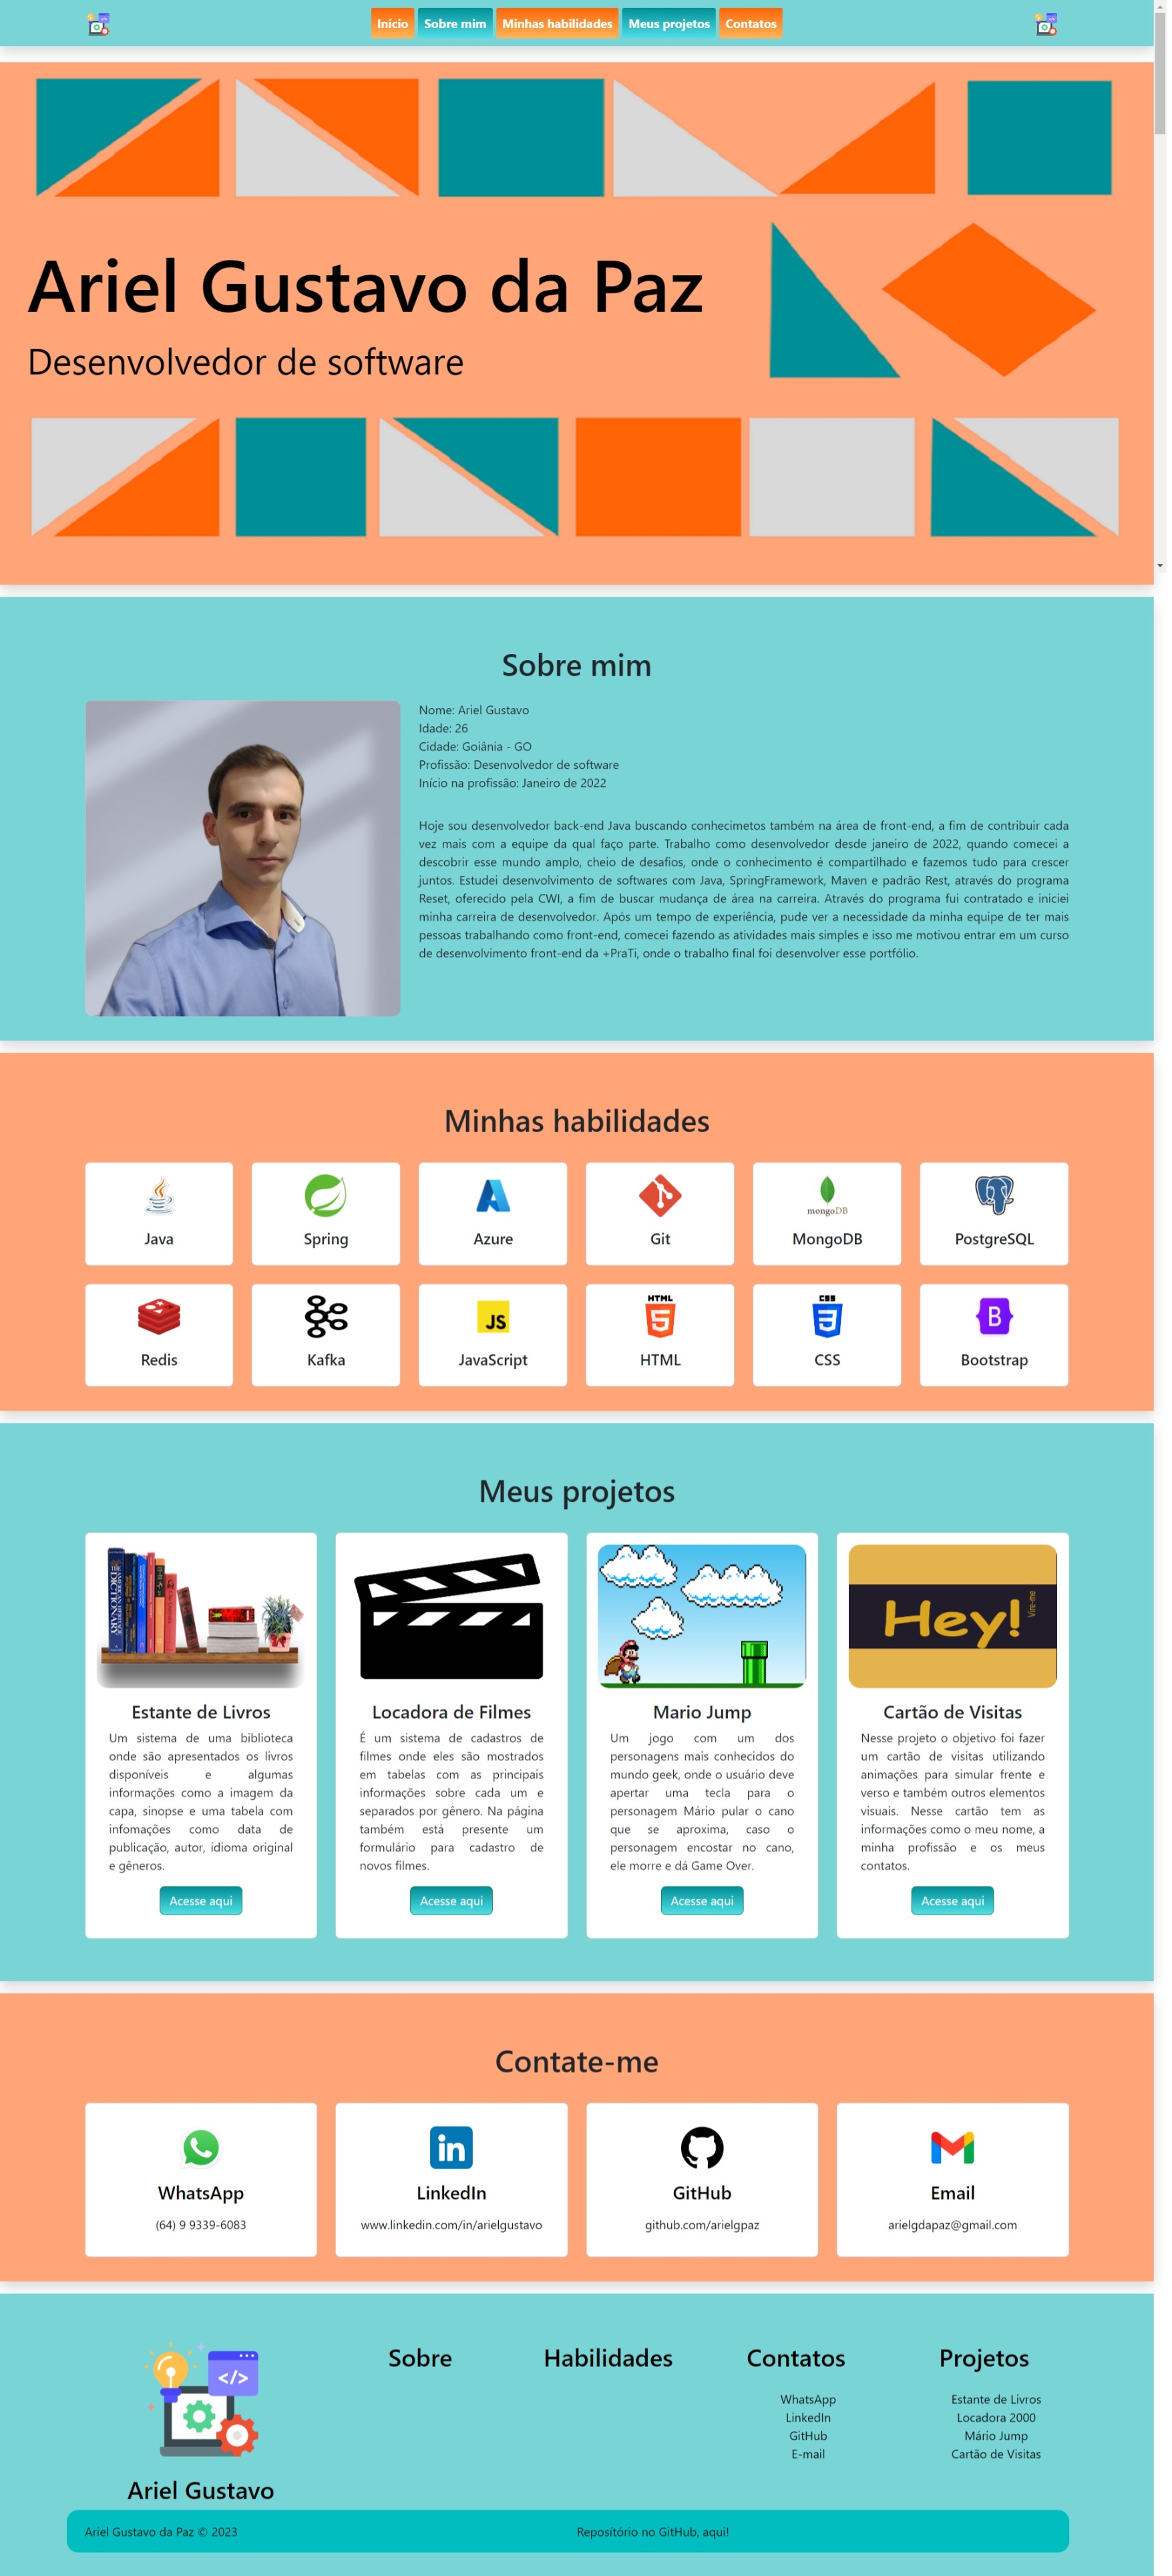 Início Sobre mim Minhas habilidades Meus projetos Contatos
Ariel Gustavo da Paz
Desenvolvedor de software
Sobre mim
Nome: Ariel Gustavo
Idade: 26
Cidade: Goiânia - GO
Profissão: Desenvolvedor de software
Início na profissão: Janeiro de 2022
Hoje sou desenvolvedor back-end Java buscando conhecimetos também na área de front-end, a fim de contribuir cada
vez mais com a equipe da qual faço parte. Trabalho como desenvolvedor desde janeiro de 2022, quando comecei a
descobrir esse mundo amplo, cheio de desafios, onde o conhecimento é compartilhado e fazemos tudo para crescer
juntos. Estudei desenvolvimento de softwares com Java, SpringFramework, Maven e padrão Rest, através do programa
Reset, oferecido pela CWI, a fim de buscar mudança de área na carreira. Através do programa fui contratado e iniciei
minha carreira de desenvolvedor. Após um tempo de experiência, pude ver a necessidade da minha equipe de ter mais
pessoas trabalhando como front-end, comecei fazendo as atividades mais simples e isso me motivou entrar em um curso
de desenvolvimento front-end da +PraTi, onde o trabalho final foi desenvolver esse portfólio.
Minhas habilidades
mongoDB
Java Spring Azure Git MongoDB PostgreSQL
JS HTML 5 CSS 3 B
Redis Kafka JavaScript HTML CSS Bootstrap
Meus projetos
DICTIONARY
Hey!
Vire-me
Estante de Livros
Um sistema de uma biblioteca
onde são apresentados os livros
disponíveis e algumas
informações como a imagem da
capa, sinopse e uma tabela com
infomações como data de
publicação, autor, idioma original
e gêneros.
Acesse aqui
Locadora de Filmes
É um sistema de cadastros de
filmes onde eles são mostrados
em tabelas com as principais
informações sobre cada um e
separados por gênero. Na página
também está presente um
formulário para cadastro de
novos filmes.
Acesse aqui
Mario Jump
Um jogo com um dos
personagens mais conhecidos do
mundo geek, onde o usuário deve
apertar uma tecla para o
personagem Mário pular o cano
que se aproxima, caso o
personagem encostar no cano,
ele morre e dá Game Over.
Acesse aqui
Cartão de Visitas
Nesse projeto o objetivo foi fazer
um cartão de visitas utilizando
animações para simular frente e
verso e também outros elementos
visuais. Nesse cartão tem as
informações como o meu nome, a
minha profissão e os meus
contatos.
Acesse aqui
Contate-me
in
WhatsApp
(64) 9 9339-6083
LinkedIn
www.linkedin.com/in/arielgustavo
GitHub
github.com/arielgpaz
Email
arielgdapaz@gmail.com
</>
Ariel Gustavo
Sobre
Habilidades
Contatos
WhatsApp
LinkedIn
GitHub
E-mail
Projetos
Estante de Livros
Locadora 2000
Mário Jump
Cartão de Visitas
Ariel Gustavo da Paz © 2023
Repositório no GitHub, aqui!